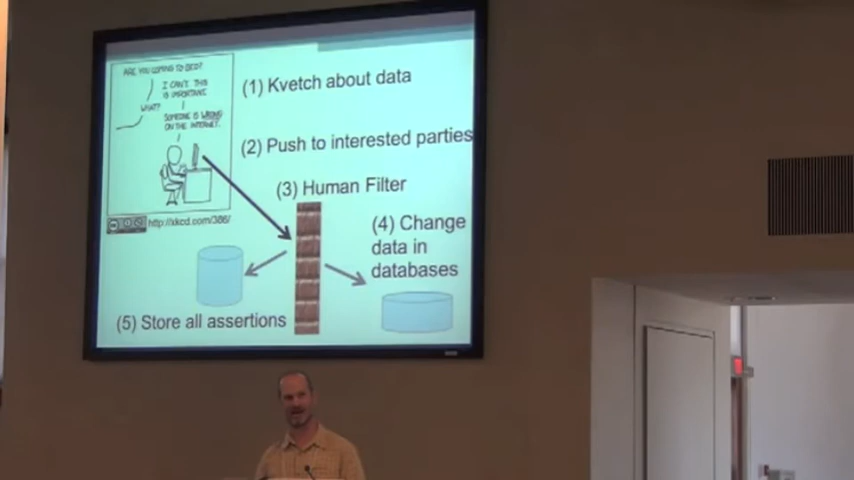 ARE YOU COMING TO BED?
I CAN'T. THIS
IS IMPORTANT.
WHAT?
SOMEONE IS WRONG
ON THE INTERNET.
(1) Kvetch about data
(2) Push to interested parties
(3) Human Filter
http://xkcd.com/386/
(4) Change
data in
databases
(5) Store all assertions